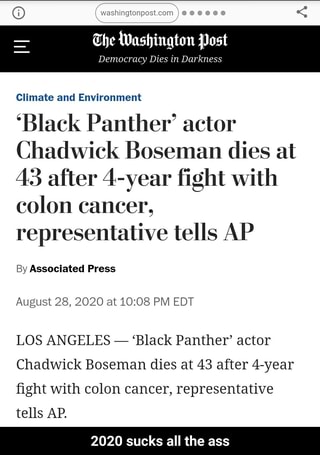 washingtonpost.com
The Washington Post
Democracy Dies in Darkness
Climate and Environment
‘Black Panther’ actor
Chadwick Boseman dies at
43 after 4-year fight with
colon cancer,
representative tells AP
By Associated Press
August 28, 2020 at 10:08 PM EDT
LOS ANGELES — ‘Black Panther’ actor
Chadwick Boseman dies at 43 after 4-year
fight with colon cancer, representative
tells AP.
2020 sucks all the ass